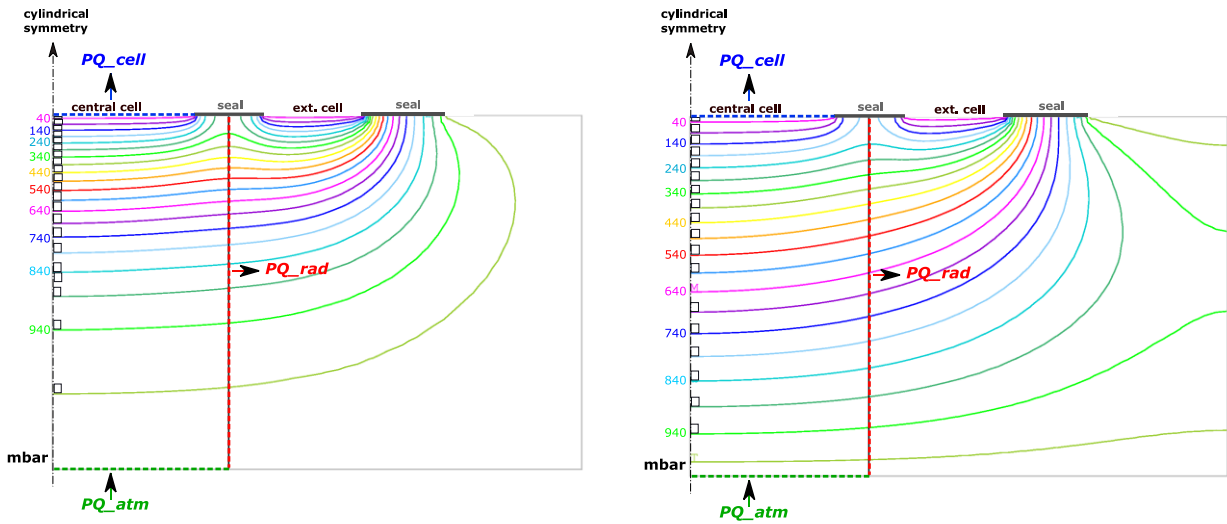 cylindrical
symmetry
PQ_cell
central cell
seal
ext. cell
seal
40
140
240
340
440
540
640
740
840
940
PQ_rad
mbar
PQ_atm
cylindrical
symmetry
PQ_cell
central cell
seal
ext. cell
seal
40
140
240
340
440
540
640
740
840
940
PQ_rad
mbar
PQ_atm